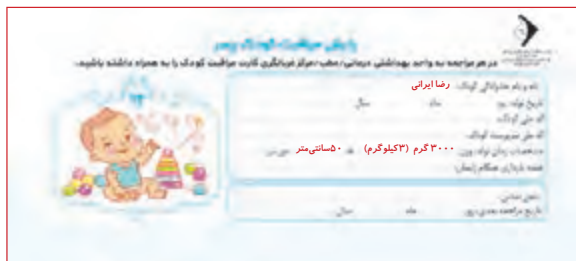 پایش مراقبت کودک پسر
در هر مراجعه به واحد بهداشتی درمانی/مطب/مرکز غربالگری کارت مراقبت کودک را به همراه داشته باشید.
نام و نام خانوادگی کودک: رضا ایرانی
تاریخ تولد: روز ماه سال
کد ملی کودک:
کد ملی سرپرست کودک:
مشخصات زمان تولد: وزن: ۳۰۰۰ گرم (۳کیلوگرم) قد ۵۰سانتی‌متر دور سر
هفته بارداری هنگام زایمان:
تلفن تماس:
تاریخ مراجعه بعدی: روز ماه سال